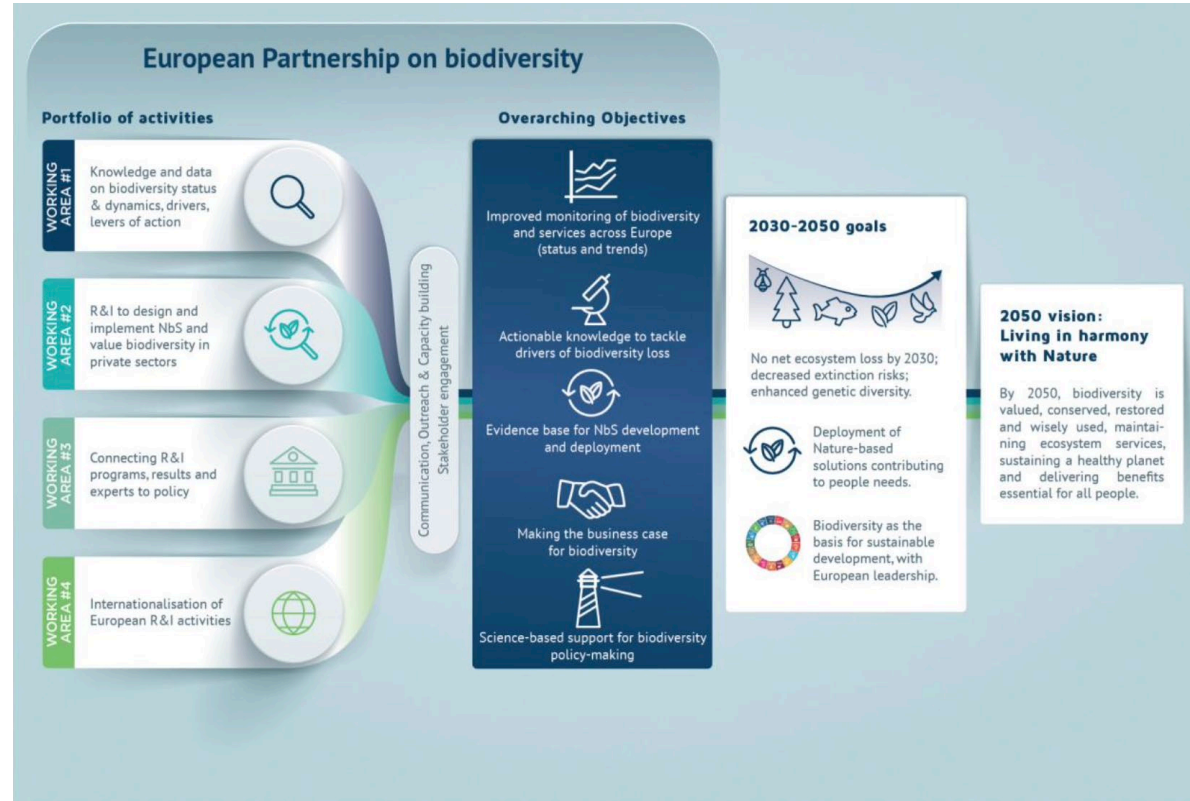 European Partnership on biodiversity
Portfolio of activities
WORKING
AREA #1
Knowledge and data
on biodiversity status
& dynamics, drivers,
levers of action
WORKING
AREA #2
R&I to design and
implement NbS and
value biodiversity in
private sectors
WORKING
AREA #3
Connecting R&I
programs, results and
experts to policy
WORKING
AREA #4
Internationalisation of
European R&I activities
Communication, Outreach & Capacity building
Stakeholder engagement
Overarching Objectives
Improved monitoring of biodiversity
and services across Europe
(status and trends)
Actionable knowledge to tackle
drivers of biodiversity loss
Evidence base for NbS development
and deployment
Making the business case
for biodiversity
Science-based support for biodiversity
policy-making
2030-2050 goals
No net ecosystem loss by 2030;
decreased extinction risks;
enhanced genetic diversity.
Deployment of
Nature-based
solutions contributing
to people needs.
Biodiversity as the
basis for sustainable
development, with
European leadership.
2050 vision:
Living in harmony
with Nature
By 2050, biodiversity is
valued, conserved, restored
and wisely used, maintai-
ning ecosystem services,
sustaining a healthy planet
and delivering benefits
essential for all people.